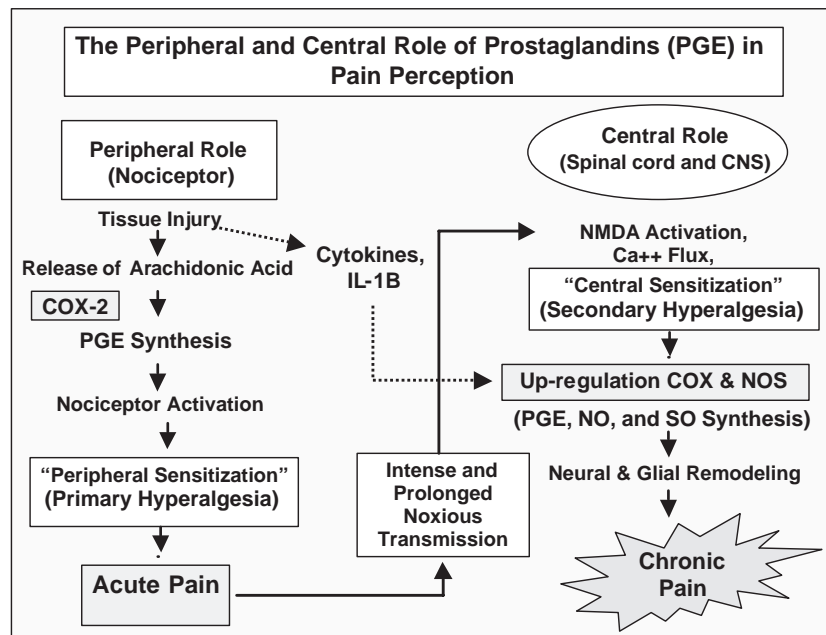 The Peripheral and Central Role of Prostaglandins (PGE) in
Pain Perception
Peripheral Role
(Nociceptor)
Tissue Injury
Release of Arachidonic Acid
COX-2
PGE Synthesis
Nociceptor Activation
“Peripheral Sensitization”
(Primary Hyperalgesia)
Acute Pain
Cytokines,
IL-1B
Intense and
Prolonged
Noxious
Transmission
Central Role
(Spinal cord and CNS)
NMDA Activation,
Ca++ Flux,
“Central Sensitization”
(Secondary Hyperalgesia)
Up-regulation COX & NOS
(PGE, NO, and SO Synthesis)
Neural & Glial Remodeling
Chronic
Pain